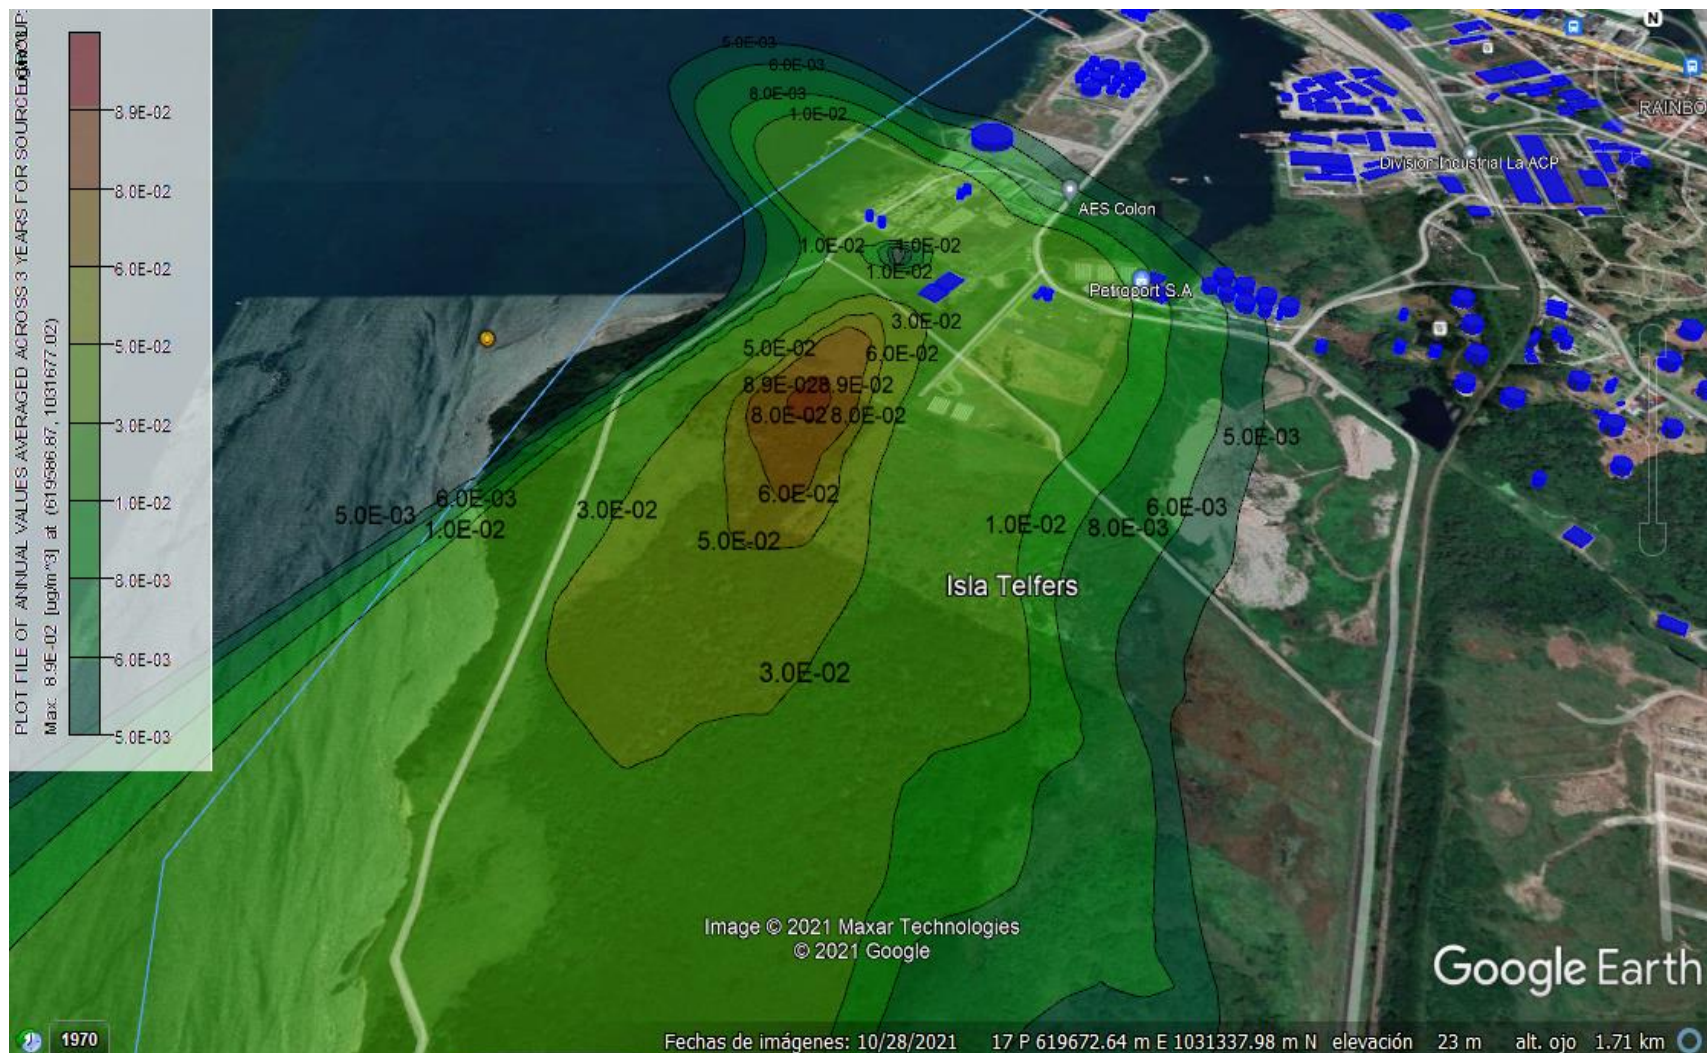 PLOT FILE OF ANNUAL VALUES AVERAGED ACROSS 3 YEARS FOR SOURCE GROUP:
Max: 8.9E-02 [ug/m^3] at (619586.87, 1031677.02)
8.9E-02
8.0E-02
6.0E-02
5.0E-02
3.0E-02
1.0E-02
8.0E-03
6.0E-03
5.0E-03
5.0E-03
6.0E-03
8.0E-03
1.0E-02
N
RAINBO
Division Industrial La ACP
AES Colon
1.0E-02
1.0E-02
1.0E-02
Petroport S.A
3.0E-02
5.0E-02
6.0E-02
8.9E-02
8.9E-02
8.0E-02
8.0E-02
5.0E-03
6.0E-02
6.0E-03
5.0E-03
3.0E-02
6.0E-03
1.0E-02
1.0E-02
8.0E-03
5.0E-02
Isla Telfers
3.0E-02
Image © 2021 Maxar Technologies
© 2021 Google
Google Earth
1970
Fechas de imágenes: 10/28/2021 17 P 619672.64 m E 1031337.98 m N elevación 23 m alt. ojo 1.71 km